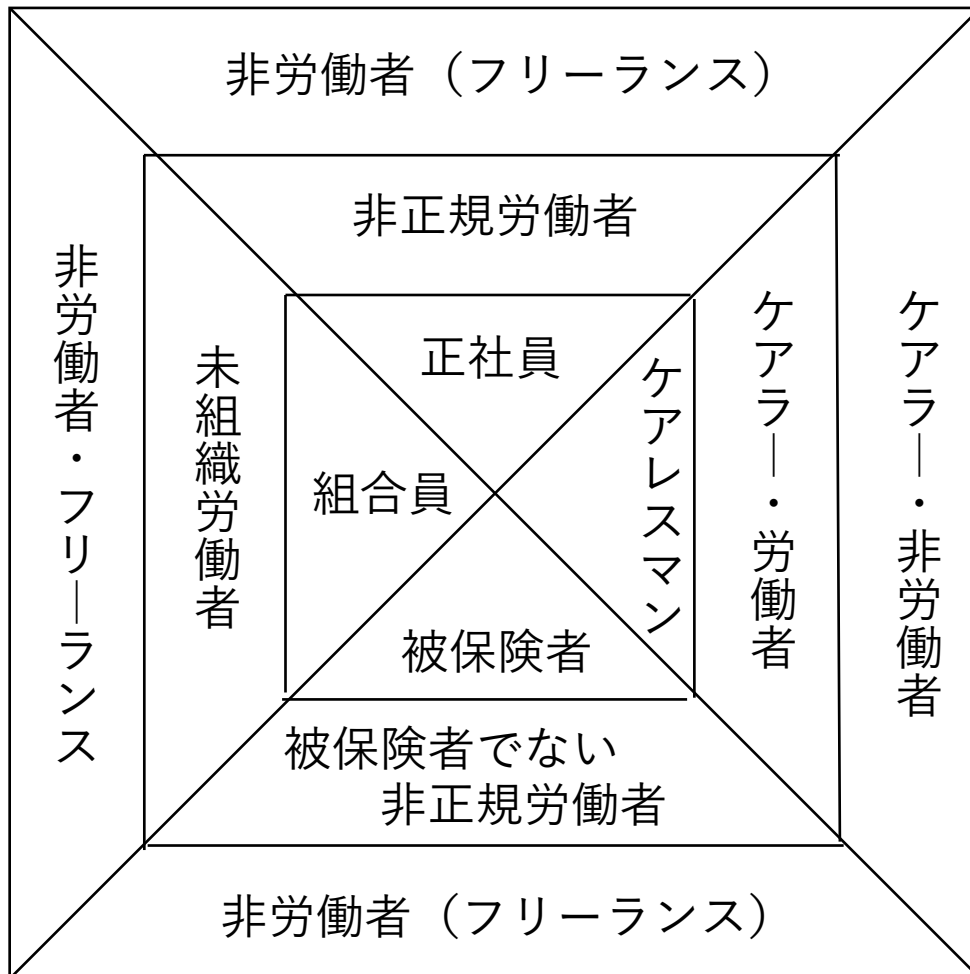 非労働者（フリーランス）
非正規労働者
正社員
非労働者・フリーランス
未組織労働者
組合員
ケアレスマン
ケアラー・労働者
ケアラー・非労働者
被保険者
被保険者でない
非正規労働者
非労働者（フリーランス）